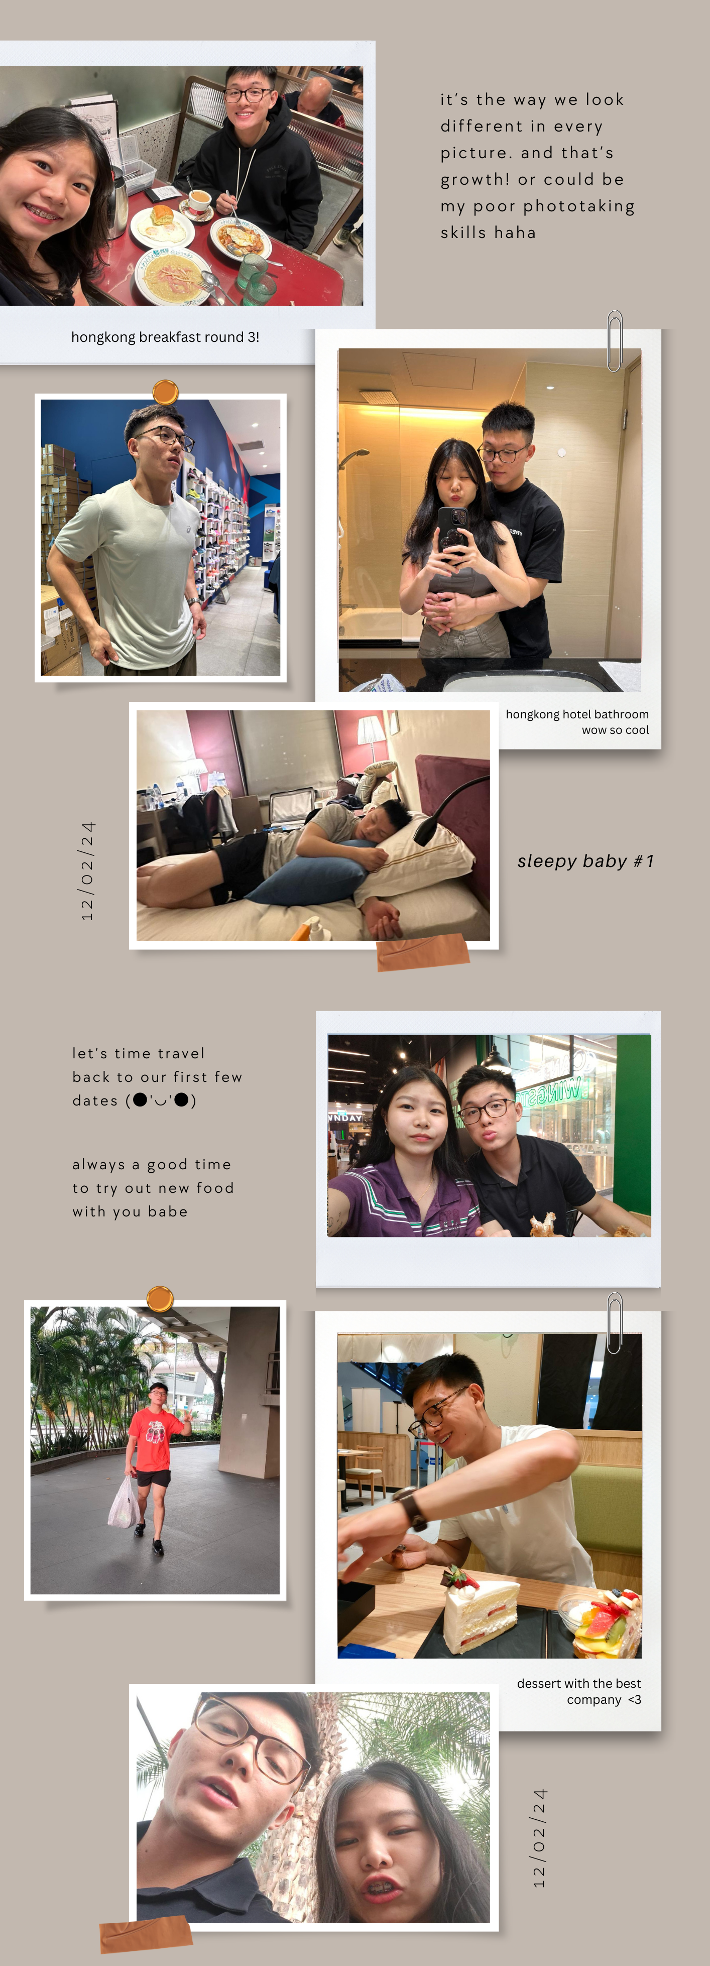 it's the way we look
different in every
picture. and that's
growth! or could be
my poor phototaking
skills haha
hongkong breakfast round 3!
hongkong hotel bathroom
wow so cool
12/02/24
sleepy baby #1
let's time travel
back to our first few
dates (●'◡'●)
always a good time
to try out new food
with you babe
WNDAY
WINGST
dessert with the best
company <3
12/02/24